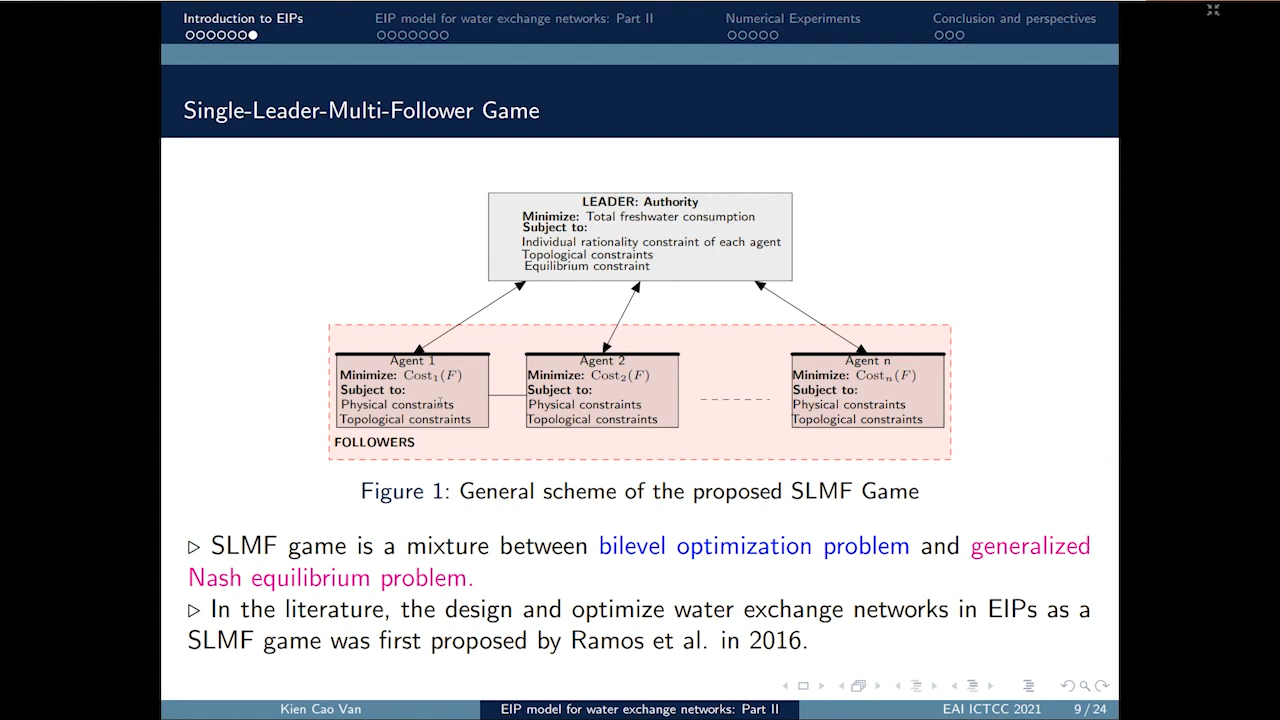 Introduction to EIPs
EIP model for water exchange networks: Part II
Numerical Experiments
Conclusion and perspectives
Single-Leader-Multi-Follower Game
LEADER: Authority
Minimize: Total freshwater consumption
Subject to:
Individual rationality constraint of each agent
Topological constraints
Equilibrium constraint
Agent 1
Minimize: Cost₁(F)
Subject to:
Physical constraints
Topological constraints
Agent 2
Minimize: Cost₂(F)
Subject to:
Physical constraints
Topological constraints
Agent n
Minimize: Costₙ(F)
Subject to:
Physical constraints
Topological constraints
FOLLOWERS
Figure 1: General scheme of the proposed SLMF Game
▷ SLMF game is a mixture between bilevel optimization problem and generalized
Nash equilibrium problem.
▷ In the literature, the design and optimize water exchange networks in EIPs as a
SLMF game was first proposed by Ramos et al. in 2016.
Kien Cao Van
EIP model for water exchange networks: Part II
EAI ICTCC 2021
9 / 24